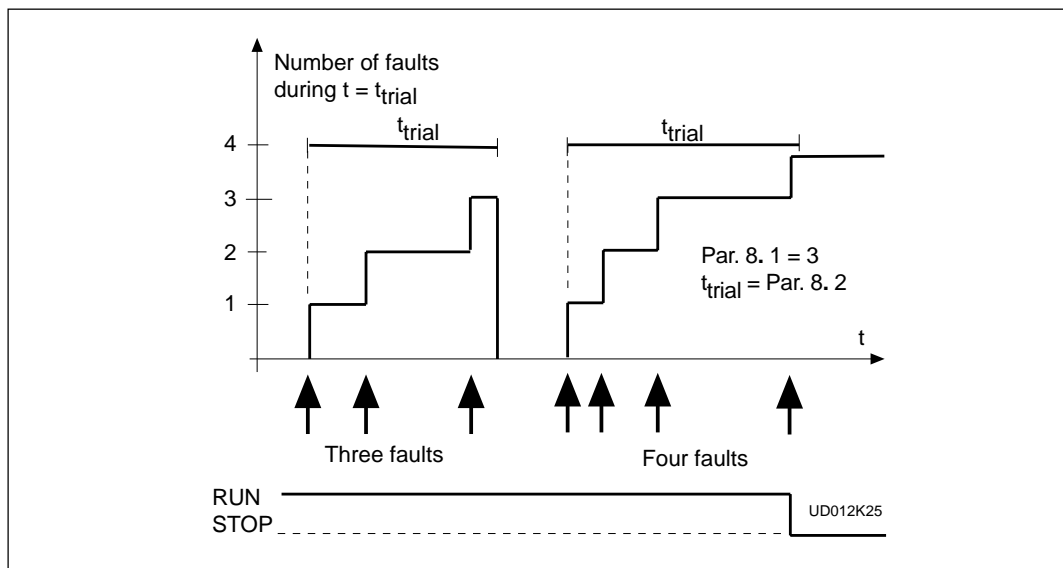 Number of faults
during t = t_trial
t_trial
t_trial
4
3
2
1
Par. 8. 1 = 3
t_trial = Par. 8. 2
t
Three faults
Four faults
RUN
STOP
UD012K25